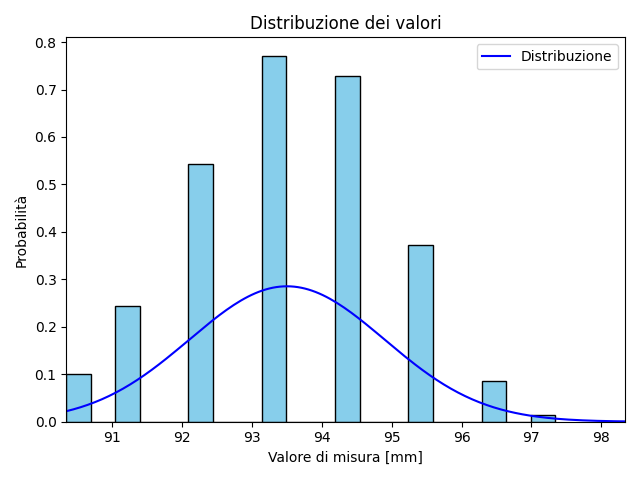 Distribuzione dei valori
Distribuzione
0.8
0.7
0.6
0.5
0.4
0.3
0.2
0.1
0.0
Probabilità
91 92 93 94 95 96 97 98
Valore di misura [mm]